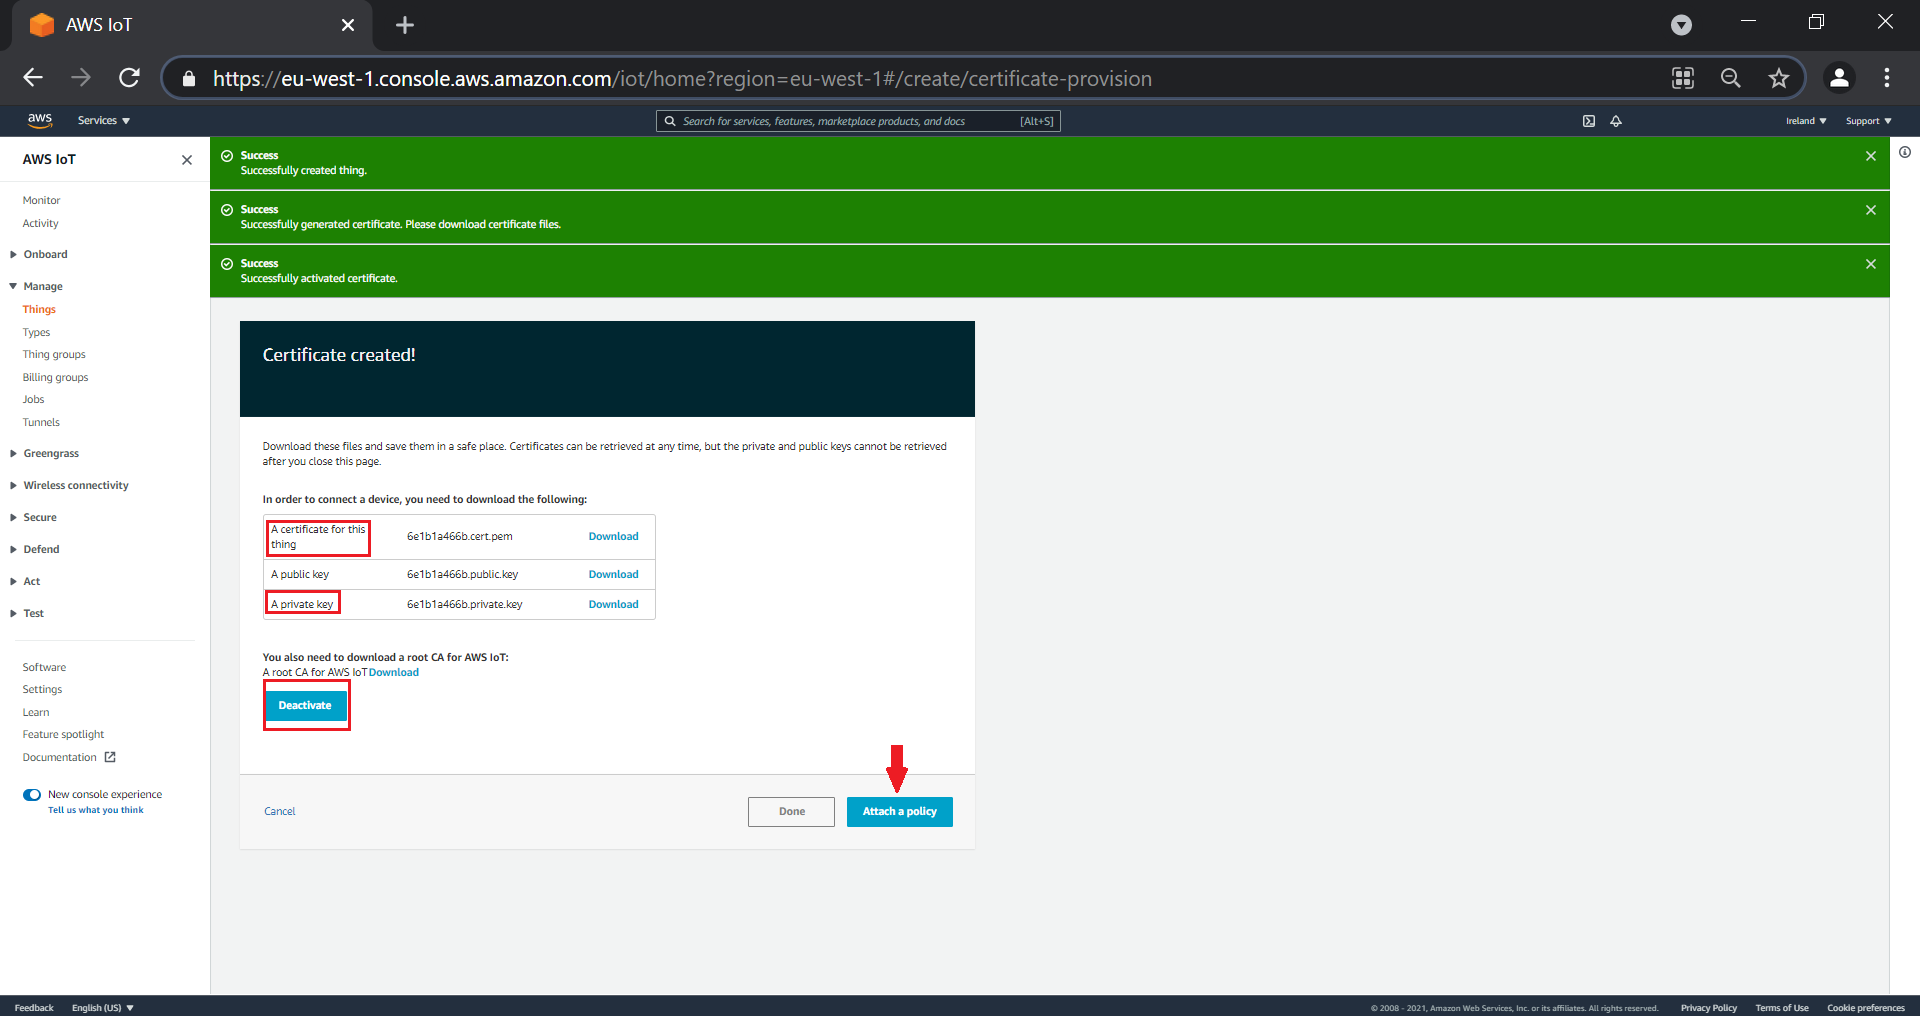 AWS IoT
https://eu-west-1.console.aws.amazon.com/iot/home?region=eu-west-1#/create/certificate-provision
aws
Services
Search for services, features, marketplace products, and docs
[Alt+S]
Ireland
Support
AWS IoT
Monitor
Activity
Onboard
Manage
Things
Types
Thing groups
Billing groups
Jobs
Tunnels
Greengrass
Wireless connectivity
Secure
Defend
Act
Test
Software
Settings
Learn
Feature spotlight
Documentation
New console experience
Tell us what you think
Success
Successfully created thing.
Success
Successfully generated certificate. Please download certificate files.
Success
Successfully activated certificate.
Certificate created!
Download these files and save them in a safe place. Certificates can be retrieved at any time, but the private and public keys cannot be retrieved
after you close this page.
In order to connect a device, you need to download the following:
A certificate for this
thing
6e1b1a466b.cert.pem
Download
A public key
6e1b1a466b.public.key
Download
A private key
6e1b1a466b.private.key
Download
You also need to download a root CA for AWS IoT:
A root CA for AWS IoT Download
Deactivate
Cancel
Done
Attach a policy
Feedback
English (US)
© 2008 - 2021, Amazon Web Services, Inc. or its affiliates. All rights reserved.
Privacy Policy
Terms of Use
Cookie preferences